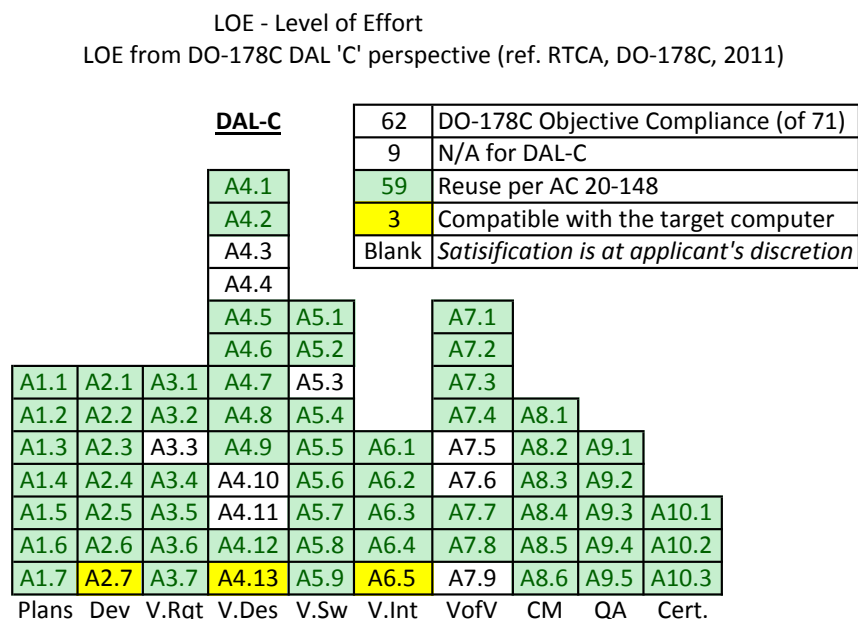 LOE - Level of Effort
LOE from DO-178C DAL 'C' perspective (ref. RTCA, DO-178C, 2011)
DAL-C
62 DO-178C Objective Compliance (of 71)
9 N/A for DAL-C
59 Reuse per AC 20-148
3 Compatible with the target computer
Blank Satisification is at applicant's discretion
A4.1
A4.2
A4.3
A4.4
A4.5 A5.1 A7.1
A4.6 A5.2 A7.2
A1.1 A2.1 A3.1 A4.7 A5.3 A7.3
A1.2 A2.2 A3.2 A4.8 A5.4 A7.4 A8.1
A1.3 A2.3 A3.3 A4.9 A5.5 A6.1 A7.5 A8.2 A9.1
A1.4 A2.4 A3.4 A4.10 A5.6 A6.2 A7.6 A8.3 A9.2
A1.5 A2.5 A3.5 A4.11 A5.7 A6.3 A7.7 A8.4 A9.3 A10.1
A1.6 A2.6 A3.6 A4.12 A5.8 A6.4 A7.8 A8.5 A9.4 A10.2
A1.7 A2.7 A3.7 A4.13 A5.9 A6.5 A7.9 A8.6 A9.5 A10.3
Plans Dev V.Rqt V.Des V.Sw V.Int VofV CM QA Cert.